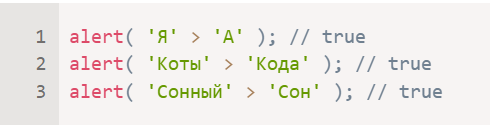 1 alert( 'Я' > 'А' ); // true
2 alert( 'Коты' > 'Кода' ); // true
3 alert( 'Сонный' > 'Сон' ); // true